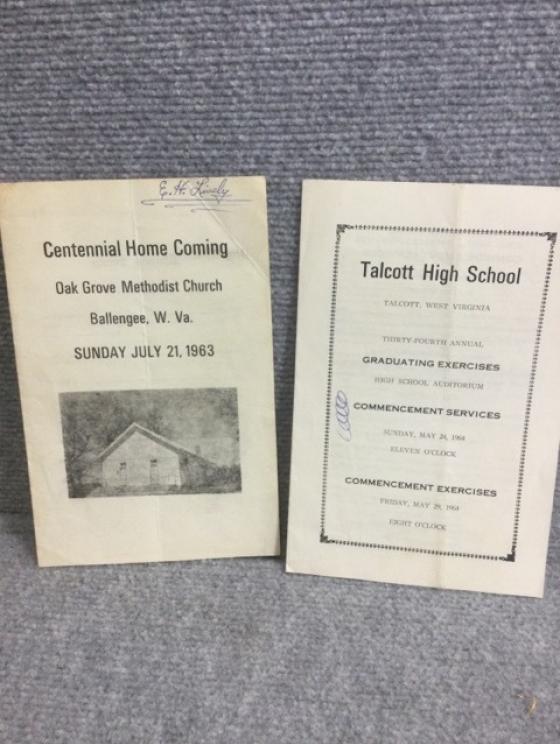 E. H. Lively
Centennial Home Coming
Oak Grove Methodist Church
Ballengee, W. Va.
SUNDAY JULY 21, 1963
Talcott High School
TALCOTT, WEST VIRGINIA
THIRTY-FOURTH ANNUAL
GRADUATING EXERCISES
HIGH SCHOOL AUDITORIUM
COMMENCEMENT SERVICES
SUNDAY, MAY 24, 1964
ELEVEN O'CLOCK
COMMENCEMENT EXERCISES
FRIDAY, MAY 29, 1964
EIGHT O'CLOCK